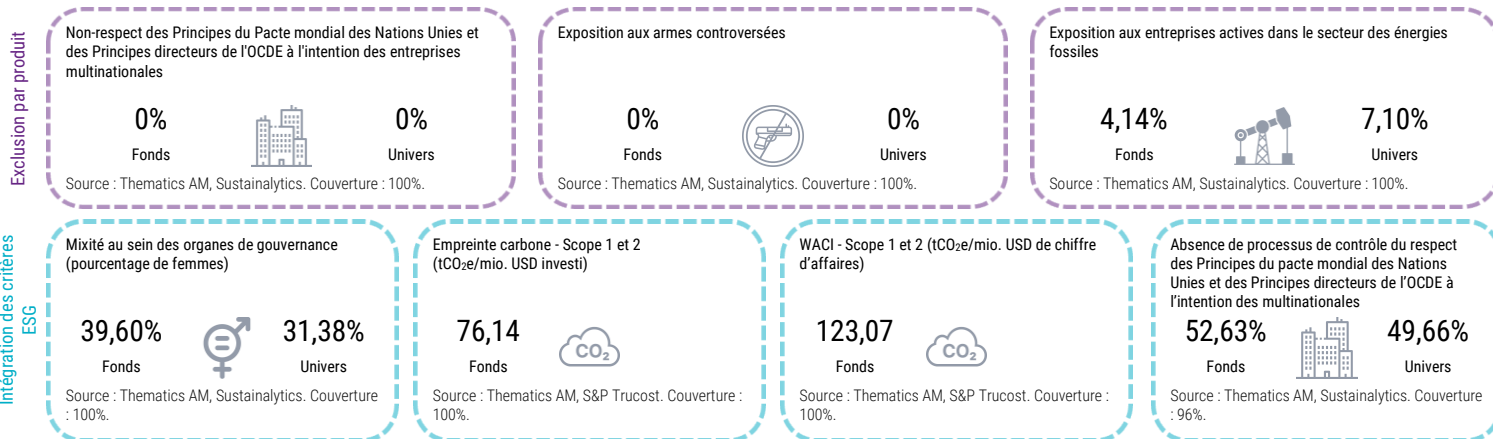 Exclusion par produit
Non-respect des Principes du Pacte mondial des Nations Unies et
des Principes directeurs de l'OCDE à l'intention des entreprises
multinationales
0%
Fonds
0%
Univers
Source : Thematics AM, Sustainalytics. Couverture : 100%.
Exposition aux armes controversées
0%
Fonds
0%
Univers
Source : Thematics AM, Sustainalytics. Couverture : 100%.
Exposition aux entreprises actives dans le secteur des énergies
fossiles
4,14%
Fonds
7,10%
Univers
Source : Thematics AM, Sustainalytics. Couverture : 100%.
Intégration des critères
ESG
Mixité au sein des organes de gouvernance
(pourcentage de femmes)
39,60%
Fonds
31,38%
Univers
Source : Thematics AM, Sustainalytics. Couverture
: 100%.
Empreinte carbone - Scope 1 et 2
(tCO₂e/mio. USD investi)
76,14
Fonds
CO₂
Source : Thematics AM, S&P Trucost. Couverture :
100%.
WACI - Scope 1 et 2 (tCO₂e/mio. USD de chiffre
d’affaires)
123,07
Fonds
CO₂
Source : Thematics AM, S&P Trucost. Couverture :
100%.
Absence de processus de contrôle du respect
des Principes du pacte mondial des Nations
Unies et des Principes directeurs de l’OCDE à
l’intention des multinationales
52,63%
Fonds
49,66%
Univers
Source : Thematics AM, Sustainalytics. Couverture
: 96%.